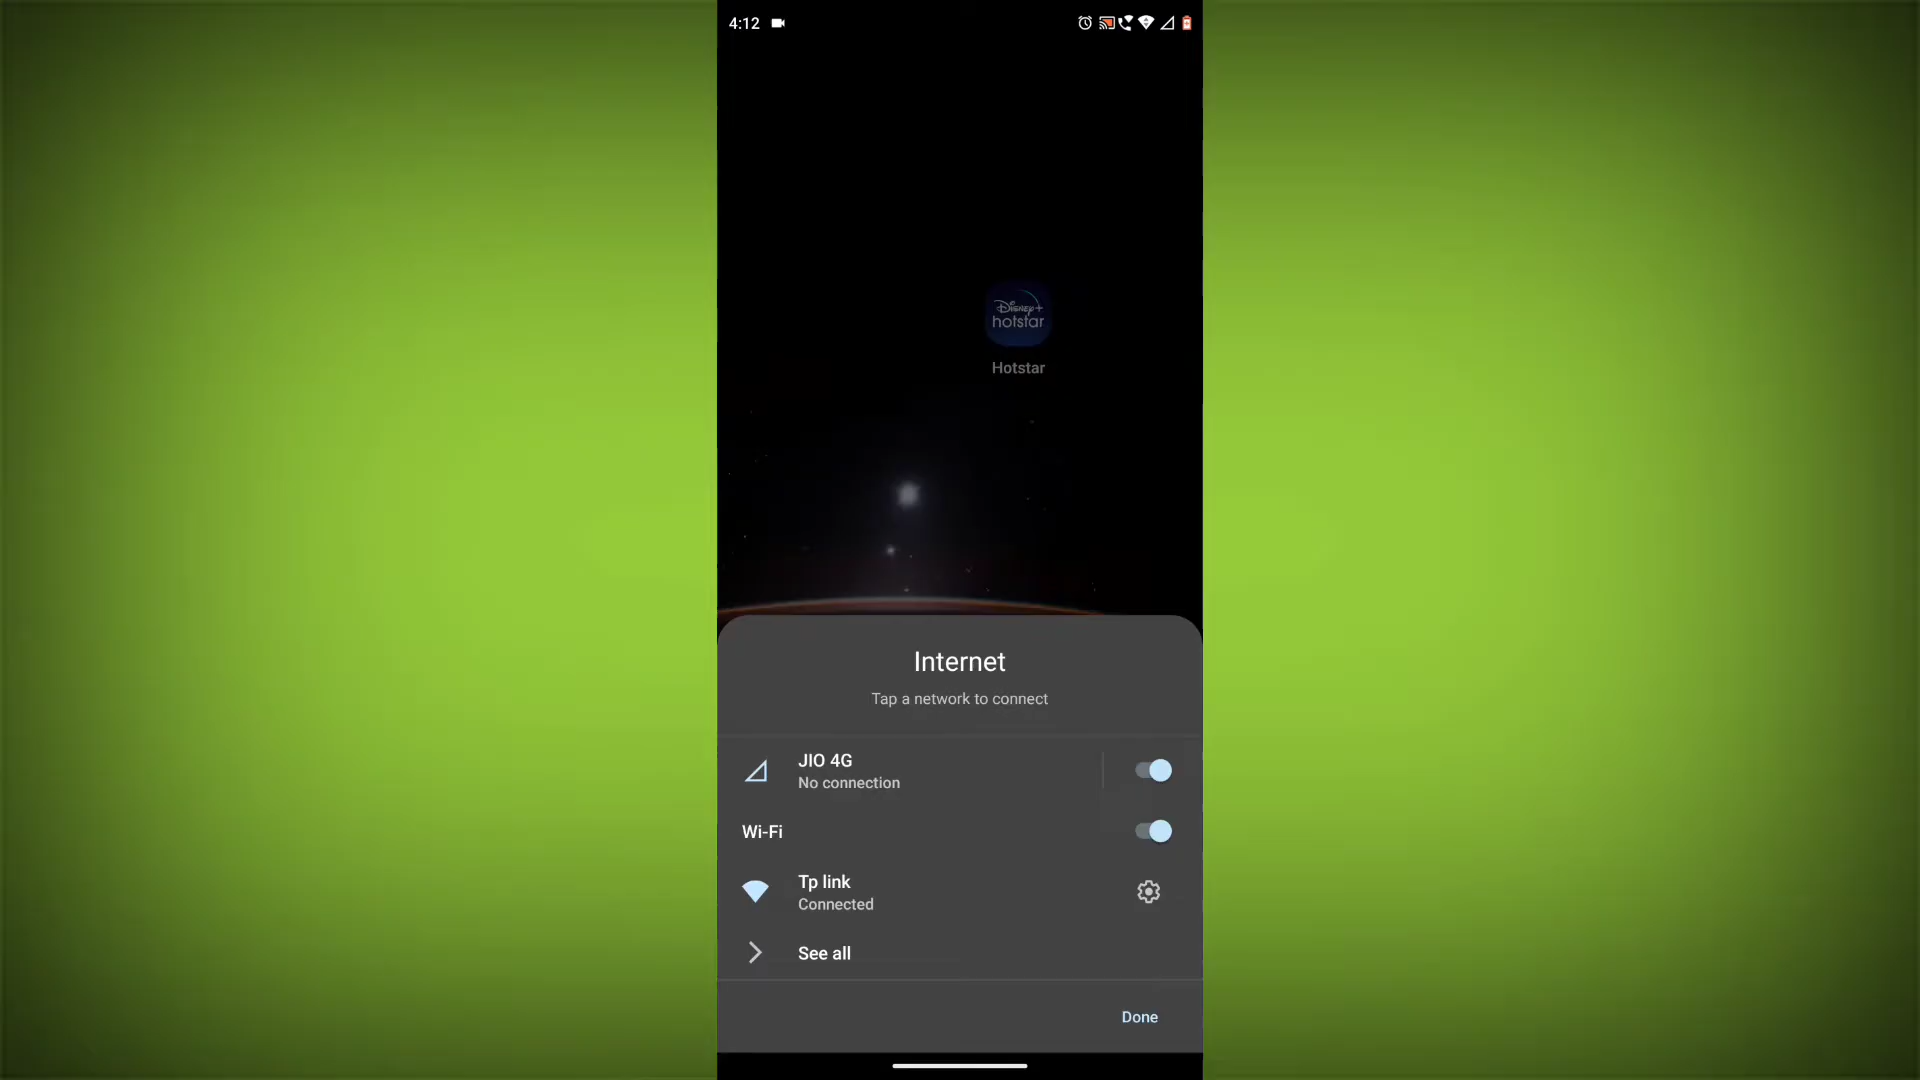 4:12
Disney+
hotstar
Hotstar
Internet
Tap a network to connect
JIO 4G
No connection
Wi-Fi
Tp link
Connected
See all
Done